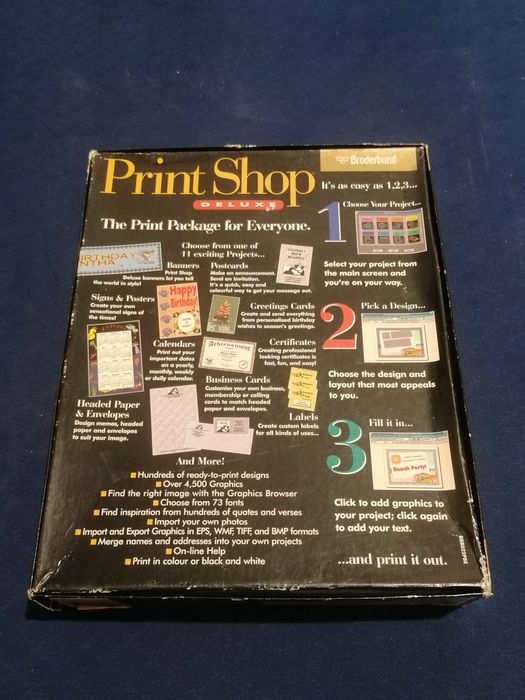 Print Shop
DELUXE
Broderbund
The Print Package for Everyone.
Choose from one of
11 exciting Projects...
BIRTHDAY
NTHA
Banners
Deluxe banners let you tell
the world in style!
Print Shop
Happy
Birthday!
Postcards
Make an announcement.
Send an invitation.
It's a quick, easy and
colourful way to get your message out.
Signs & Posters
Create your own
sensational signs of
the times!
Greetings Cards
Create and send everything
from personalised birthday
wishes to season's greetings.
Calendars
Print out your
important dates
on a yearly,
monthly, weekly
or daily calendar.
Achievement
Certificates
Creating professional
looking certificates is
fast, fun, and easy!
Business Cards
Customise your own business,
membership or calling
cards to match headed
paper and envelopes.
Headed Paper
& Envelopes
Design memo, headed
paper and envelopes
to suit your image.
Labels
Create custom labels
for all kinds of uses...
And More!
Hundreds of ready-to-print designs
Over 4,500 Graphics
Find the right image with the Graphics Browser
Choose from 73 fonts
Find inspiration from hundreds of quotes and verses
Import your own photos
Import and Export Graphics in EPS, WMF, TIFF, and BMP formats
Merge names and addresses into your own projects
On-line Help
Print in colour or black and white
It's as easy as 1,2,3...
1
Choose Your Project...
Select your project from
the main screen and
you're on your way.
2
Pick a Design...
Choose the design and
layout that most appeals
to you.
3
Fill it in...
Beach Party!
Click to add graphics to
your project; click again
to add your text.
...and print it out.